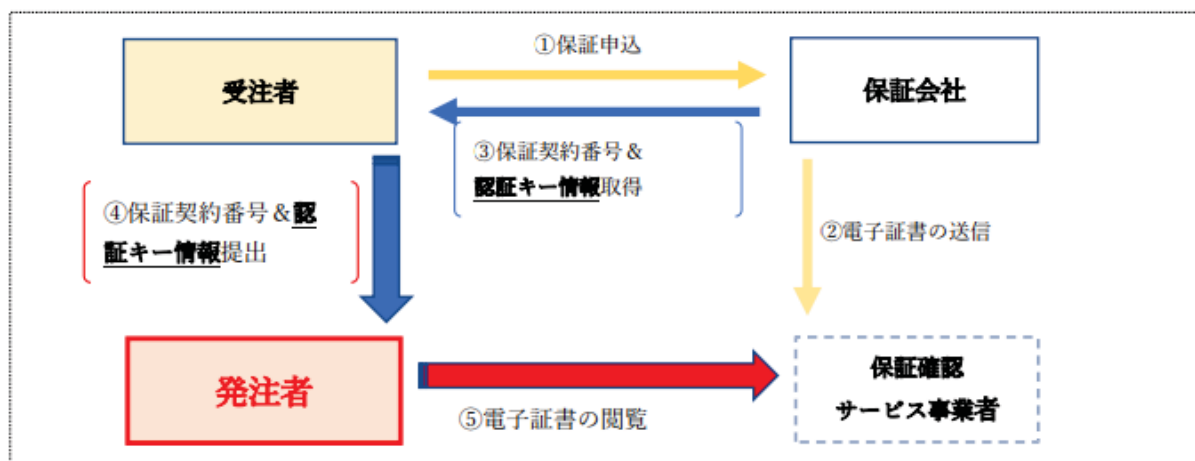 ①保証申込
受注者
保証会社
③保証契約番号&
認証キー情報取得
④保証契約番号&認
証キー情報提出
②電子証書の送信
発注者
保証確認
サービス事業者
⑤電子証書の閲覧